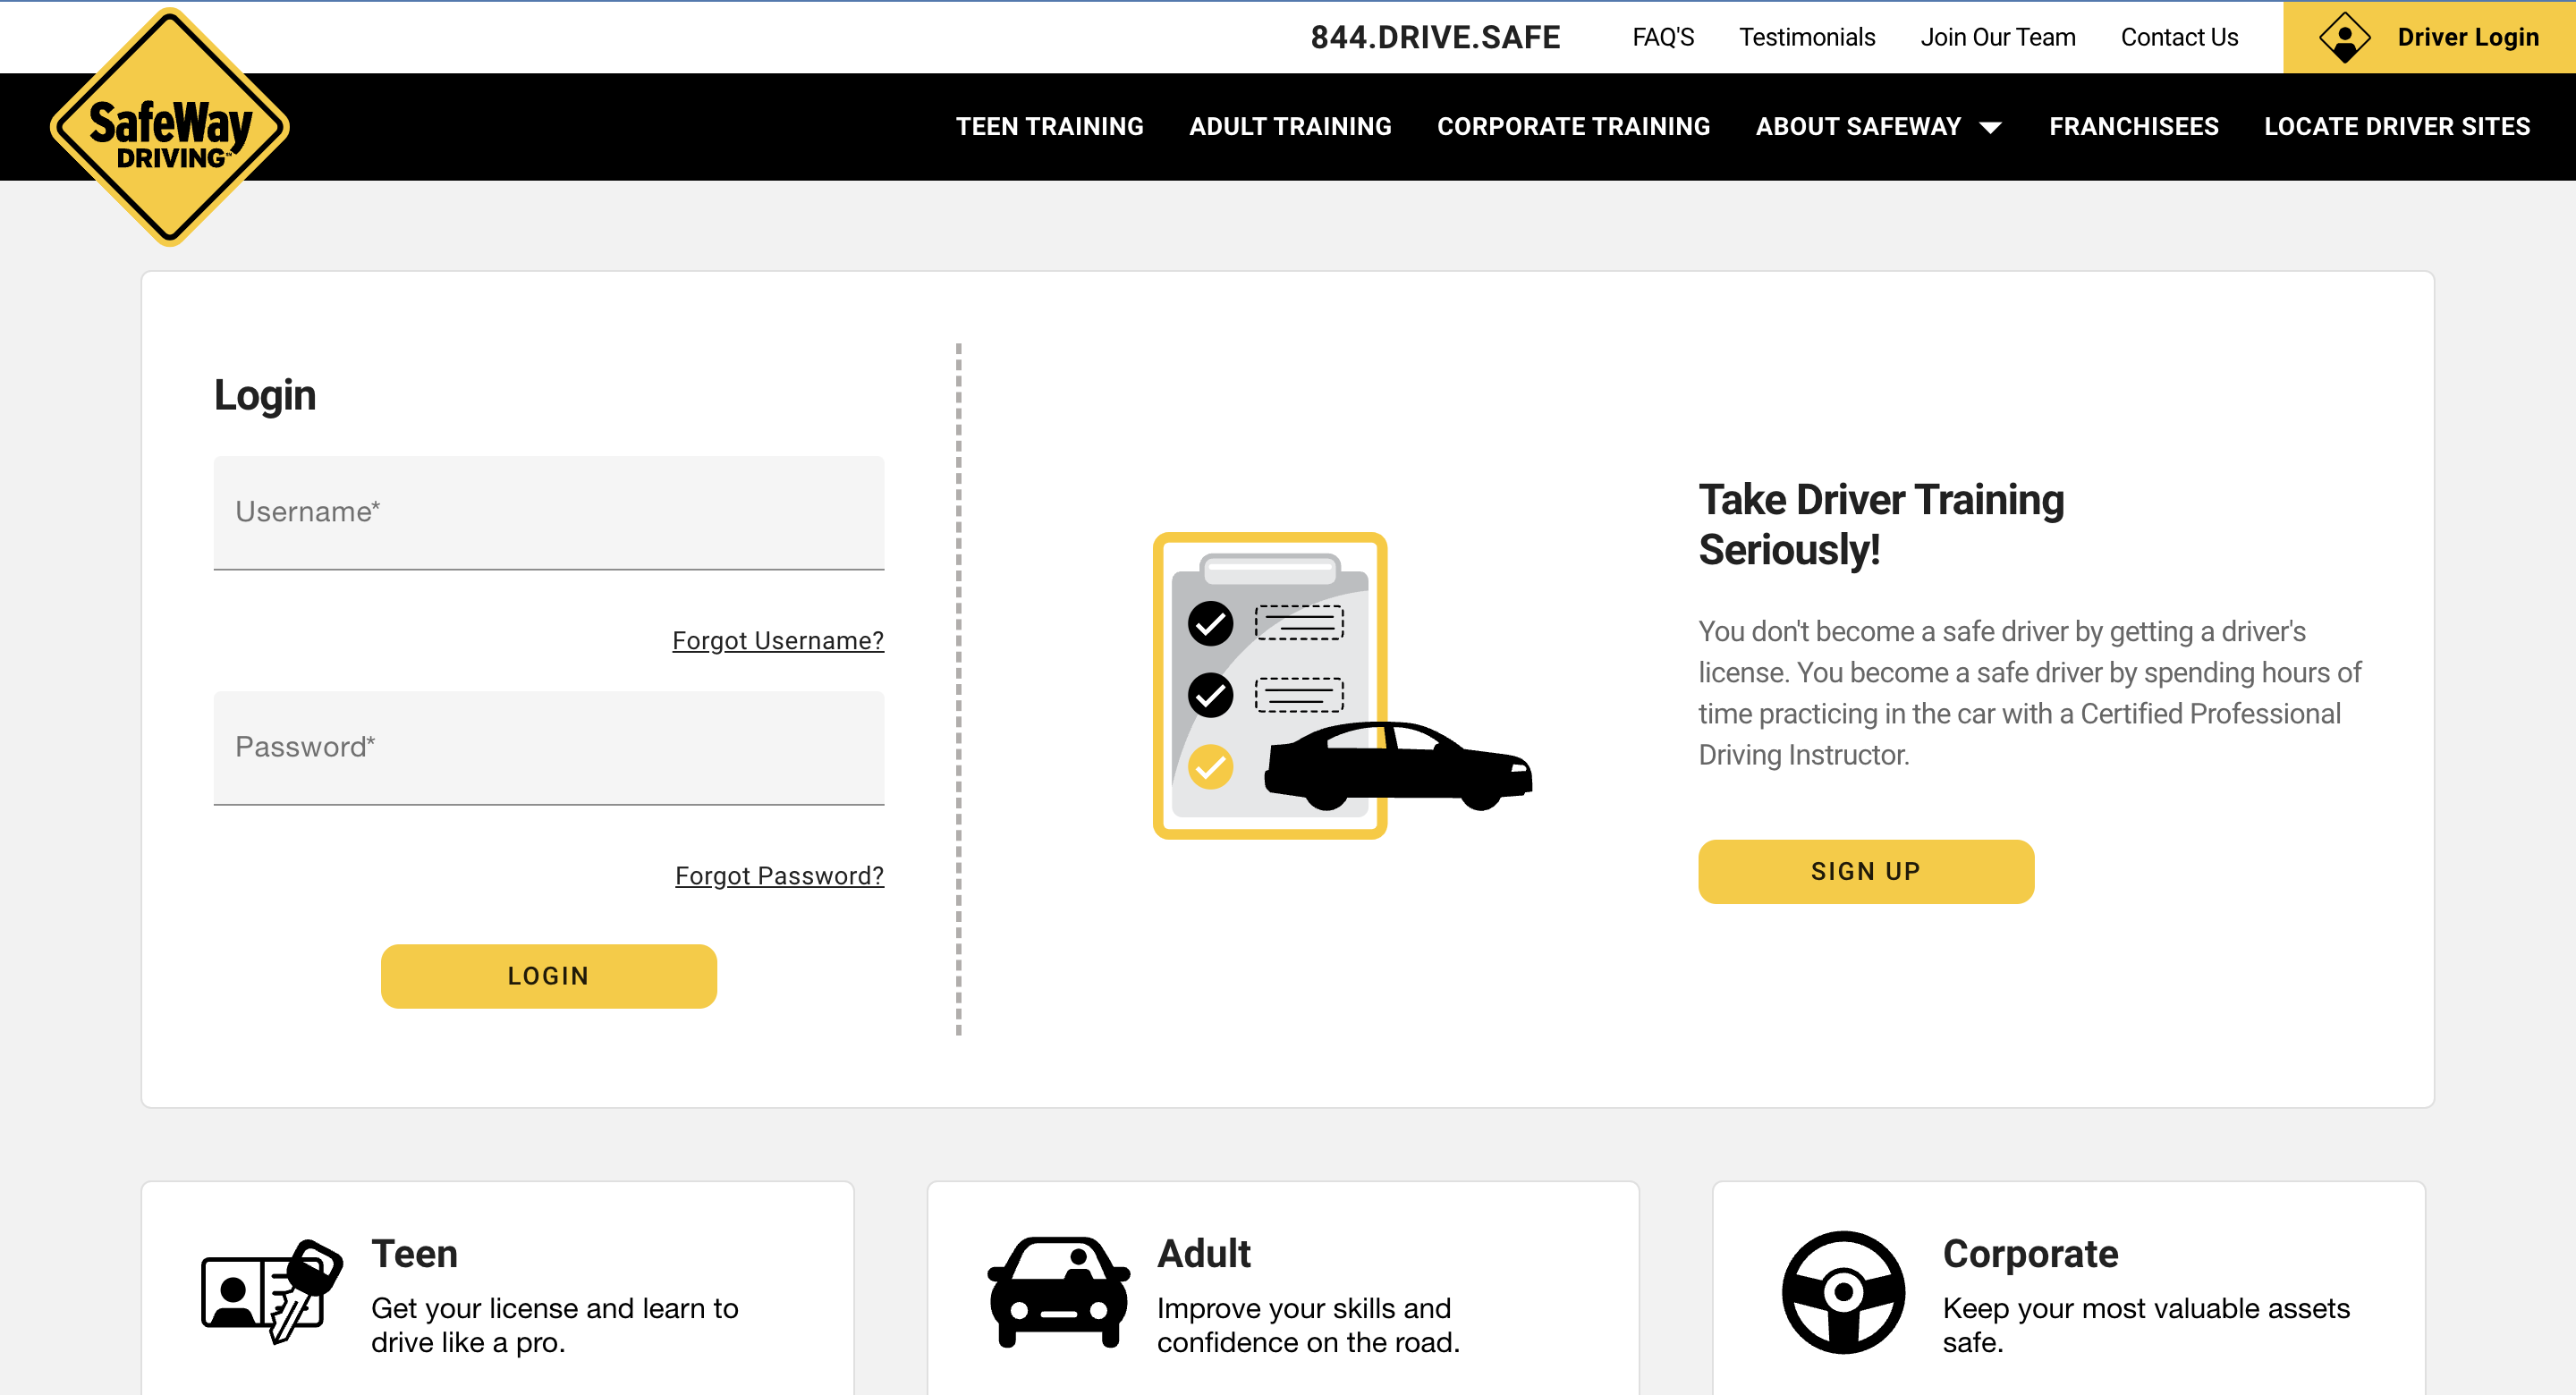 844.DRIVE.SAFE
FAQ'S
Testimonials
Join Our Team
Contact Us
Driver Login
SafeWay
DRIVING
TEEN TRAINING
ADULT TRAINING
CORPORATE TRAINING
ABOUT SAFEWAY
FRANCHISEES
LOCATE DRIVER SITES
Login
Username*
Forgot Username?
Password*
Forgot Password?
LOGIN
Take Driver Training
Seriously!
You don't become a safe driver by getting a driver's
license. You become a safe driver by spending hours of
time practicing in the car with a Certified Professional
Driving Instructor.
SIGN UP
Teen
Get your license and learn to
drive like a pro.
Adult
Improve your skills and
confidence on the road.
Corporate
Keep your most valuable assets
safe.